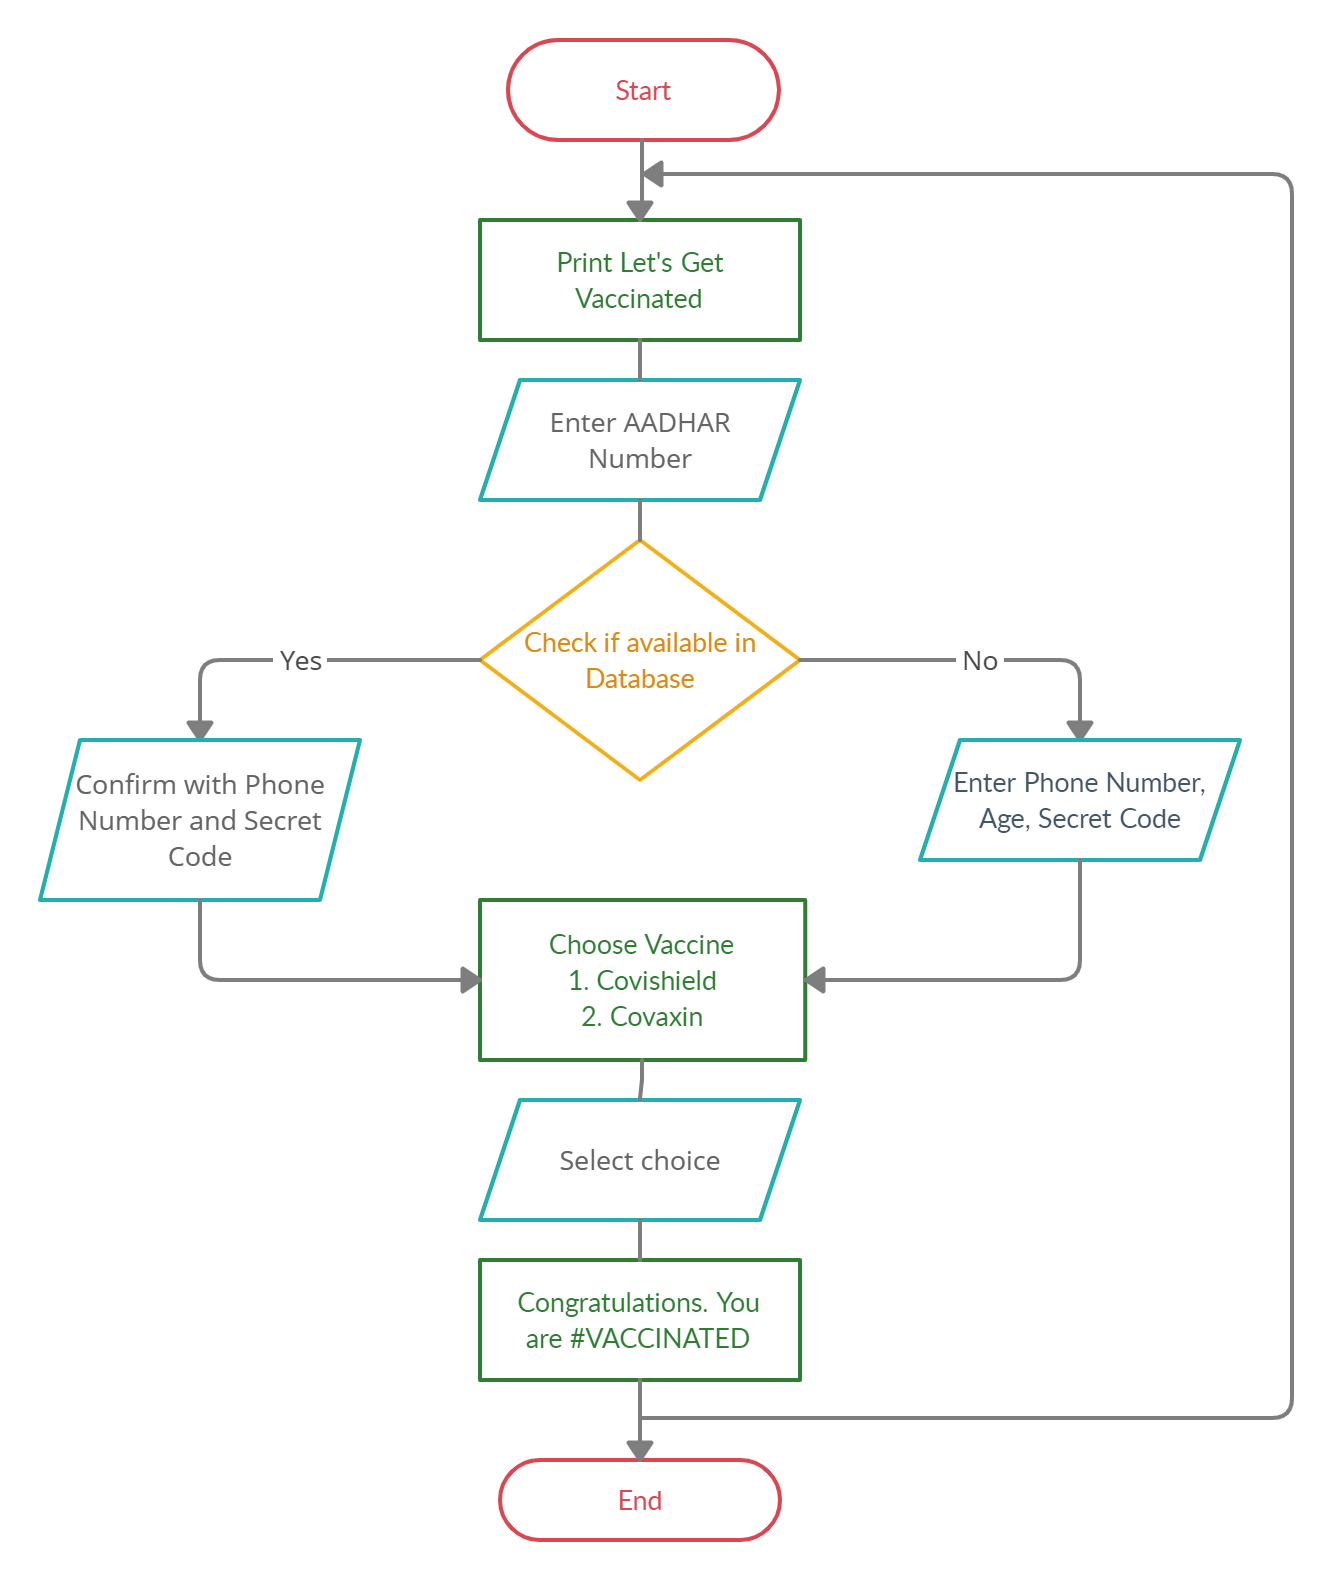 Start
Print Let's Get
Vaccinated
Enter AADHAR
Number
Check if available in
Database
Yes
No
Confirm with Phone
Number and Secret
Code
Enter Phone Number,
Age, Secret Code
Choose Vaccine
1. Covishield
2. Covaxin
Select choice
Congratulations. You
are #VACCINATED
End